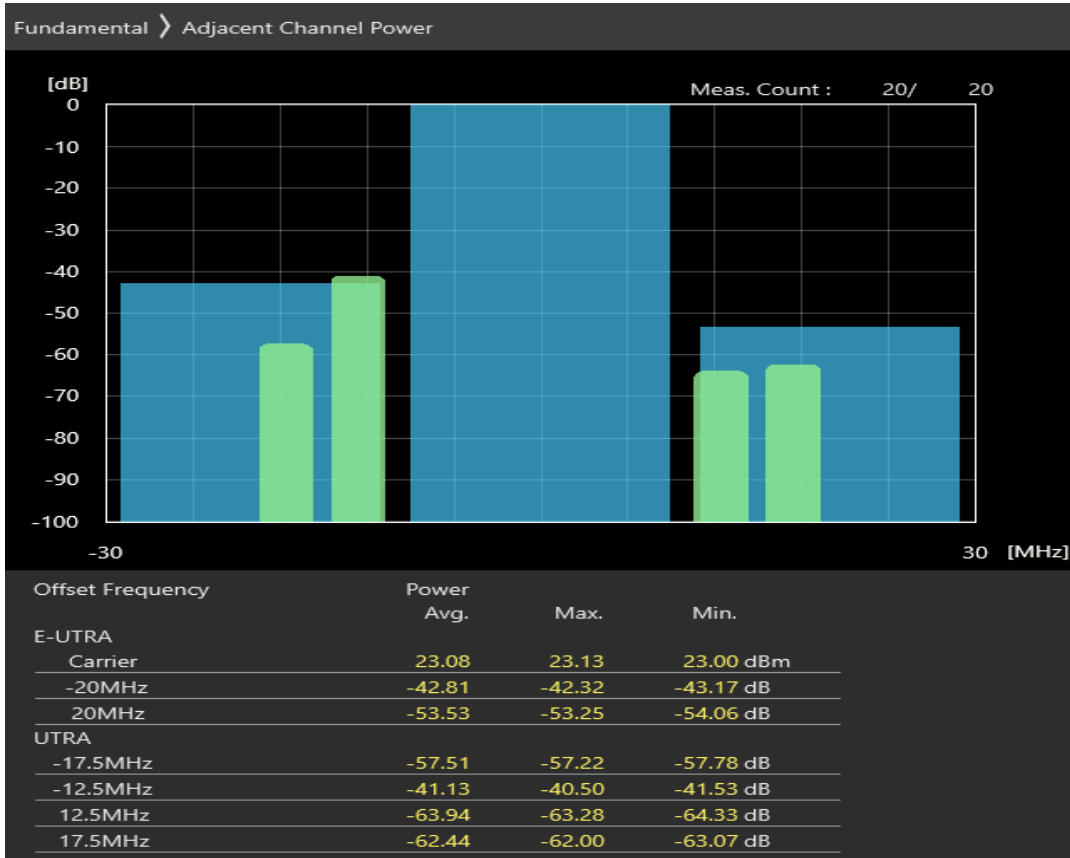 Fundamental ❭ Adjacent Channel Power
[dB]
Meas. Count : 20/ 20
0
-10
-20
-30
-40
-50
-60
-70
-80
-90
-100
-30 30 [MHz]
Offset Frequency Power
Avg. Max. Min.
E-UTRA
Carrier 23.08 23.13 23.00 dBm
-20MHz -42.81 -42.32 -43.17 dB
20MHz -53.53 -53.25 -54.06 dB
UTRA
-17.5MHz -57.51 -57.22 -57.78 dB
-12.5MHz -41.13 -40.50 -41.53 dB
12.5MHz -63.94 -63.28 -64.33 dB
17.5MHz -62.44 -62.00 -63.07 dB